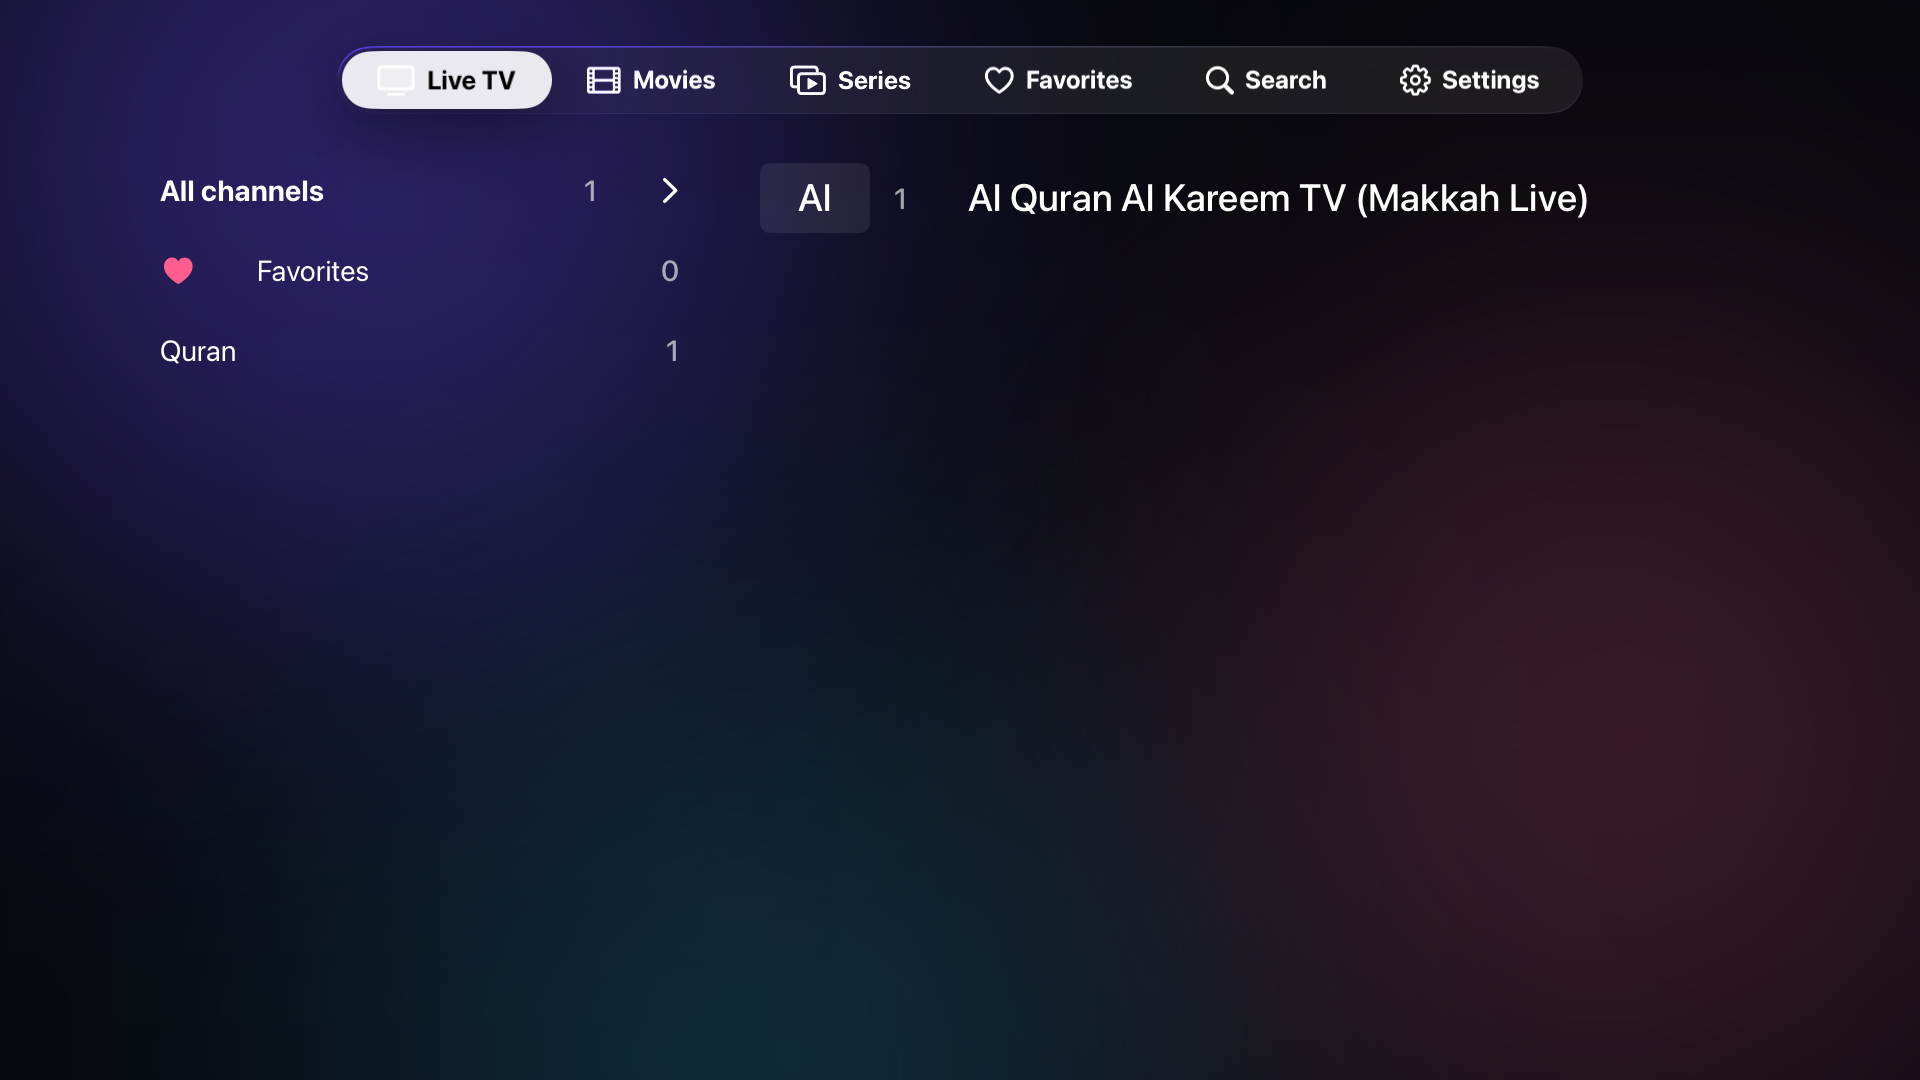 Live TV
Movies
Series
Favorites
Search
Settings
All channels 1
Favorites 0
Quran 1
Al 1 Al Quran Al Kareem TV (Makkah Live)